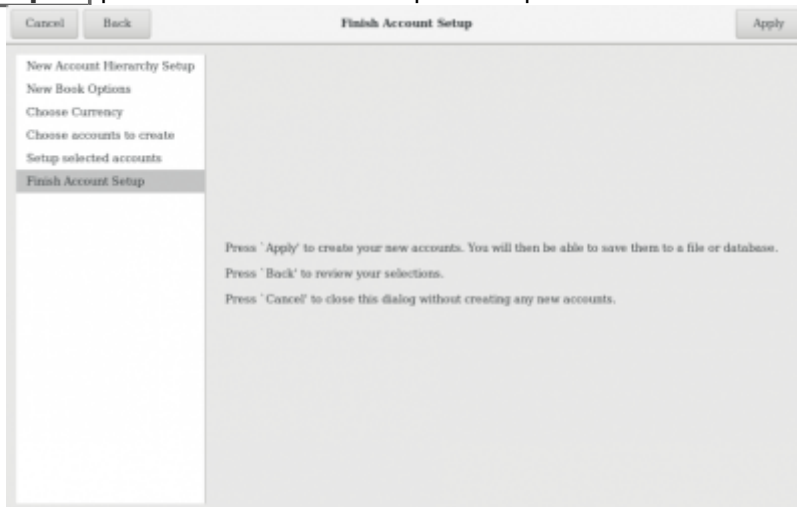 Cancel Back Finish Account Setup Apply
New Account Hierarchy Setup
New Book Options
Choose Currency
Choose accounts to create
Setup selected accounts
Finish Account Setup
Press `Apply' to create your new accounts. You will then be able to save them to a file or database.
Press `Back' to review your selections.
Press `Cancel' to close this dialog without creating any new accounts.